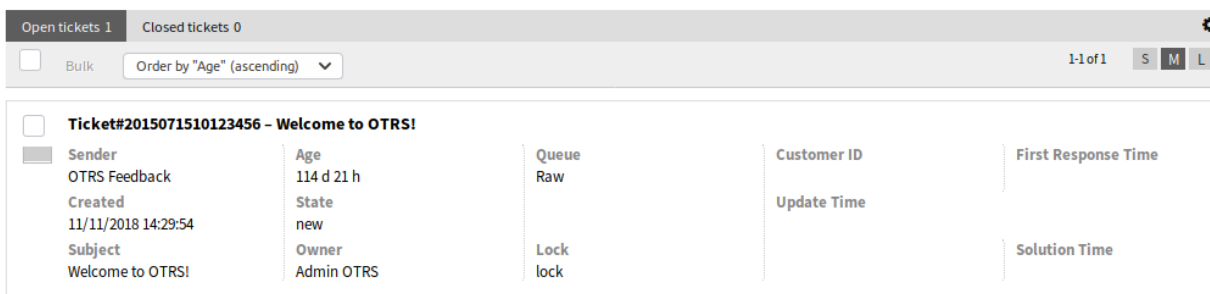 Open tickets 1 Closed tickets 0
Bulk Order by "Age" (ascending) 1-1 of 1 S M L
Ticket#2015071510123456 – Welcome to OTRS!
Sender Age Queue Customer ID First Response Time
OTRS Feedback 114 d 21 h Raw
Created State Update Time
11/11/2018 14:29:54 new
Subject Owner Lock Solution Time
Welcome to OTRS! Admin OTRS lock